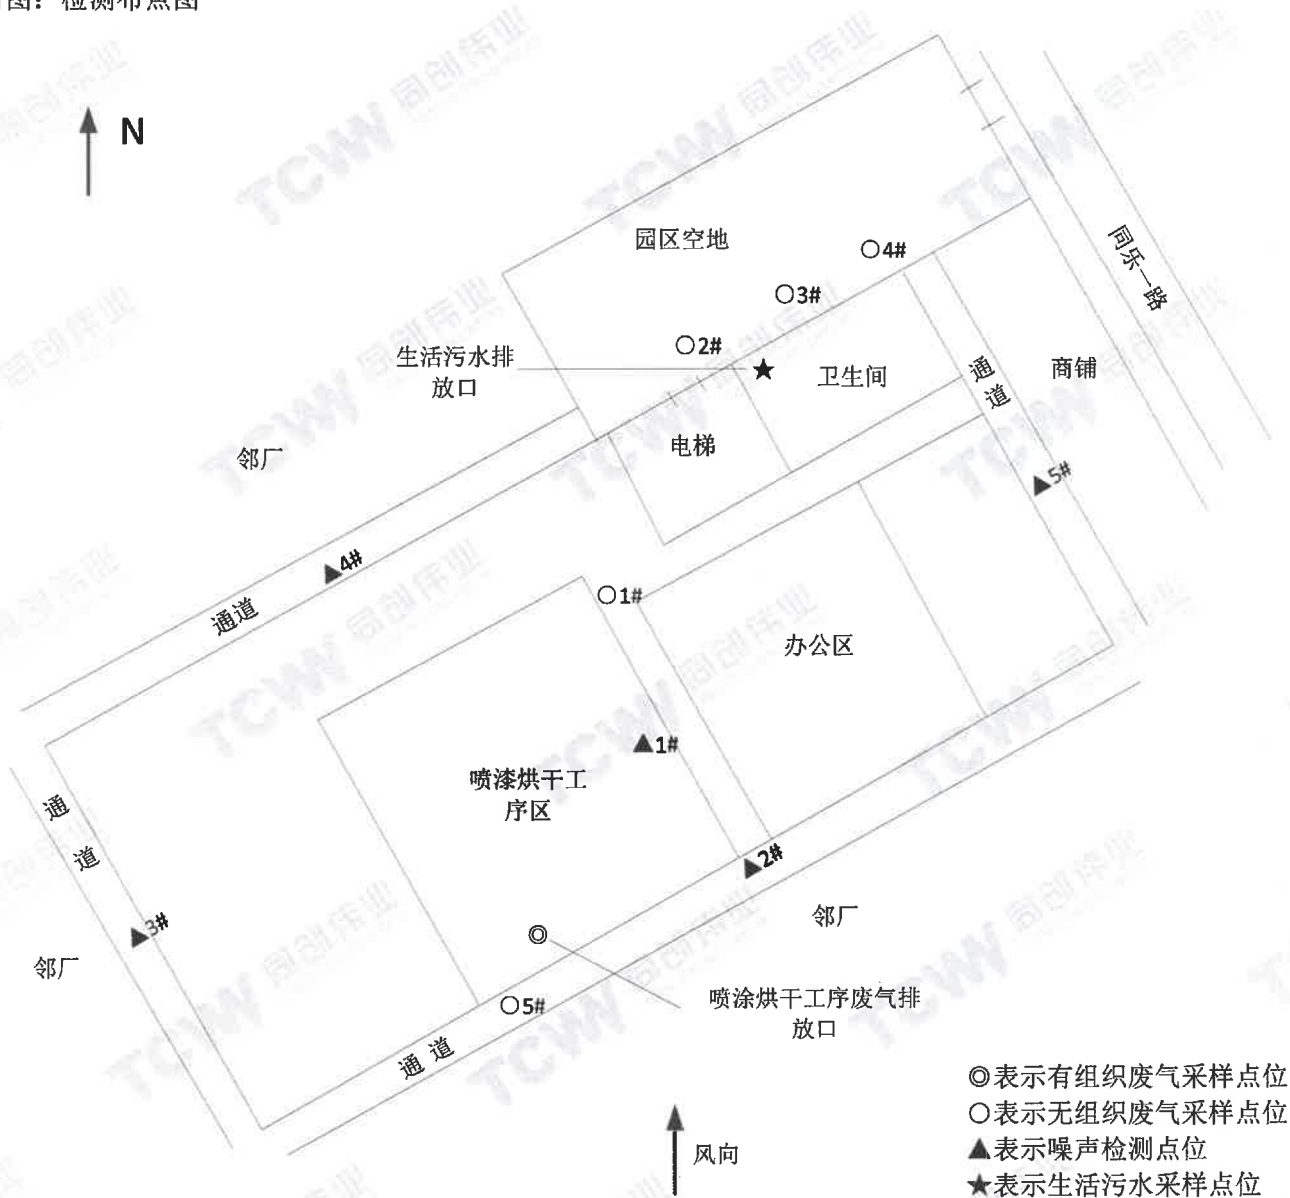 图：检测布点图
N
园区空地
○4#
○3#
○2#
同乐一路
生活污水排
放口
★
卫生间
通道
商铺
邻厂
电梯
▲5#
▲4#
通道
○1#
办公区
▲1#
喷漆烘干工
序区
通道
▲2#
▲3#
邻厂
邻厂
◎
○5#
喷涂烘干工序废气排
放口
通道
◎表示有组织废气采样点位
○表示无组织废气采样点位
风向
▲表示噪声检测点位
★表示生活污水采样点位
TCWW 同创伟业